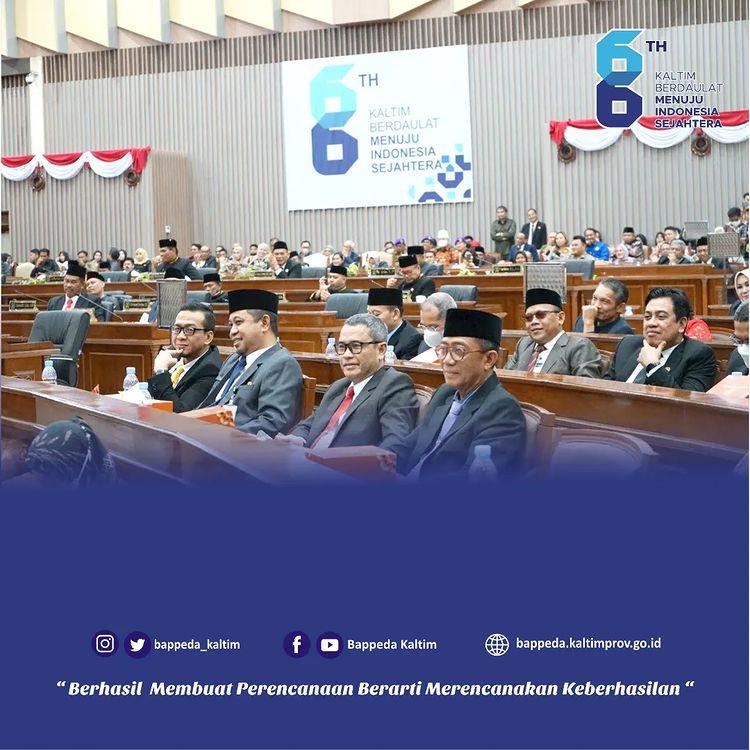 66TH
KALTIM
BERDAULAT
MENUJU
INDONESIA
SEJAHTERA
66TH
KALTIM
BERDAULAT
MENUJU
INDONESIA
SEJAHTERA
bappeda_kaltim
Bappeda Kaltim
bappeda.kaltimprov.go.id
“ Berhasil Membuat Perencanaan Berarti Merencanakan Keberhasilan “